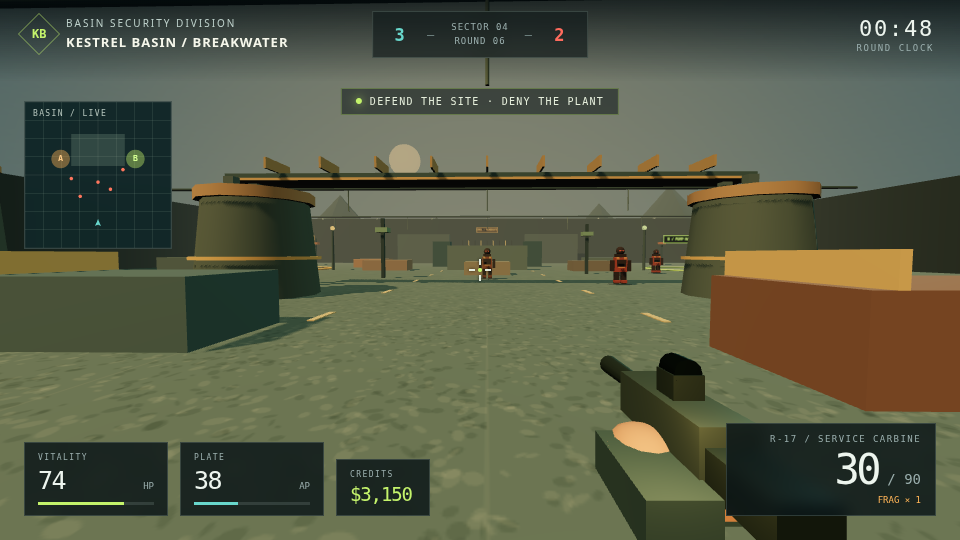 KB
BASIN SECURITY DIVISION
KESTREL BASIN / BREAKWATER
3 — SECTOR 04 — 2
ROUND 06
00:48
ROUND CLOCK
DEFEND THE SITE · DENY THE PLANT
BASIN / LIVE
A
B
VITALITY
74 HP
PLATE
38 AP
CREDITS
$3,150
R-17 / SERVICE CARBINE
30 / 90
FRAG × 1